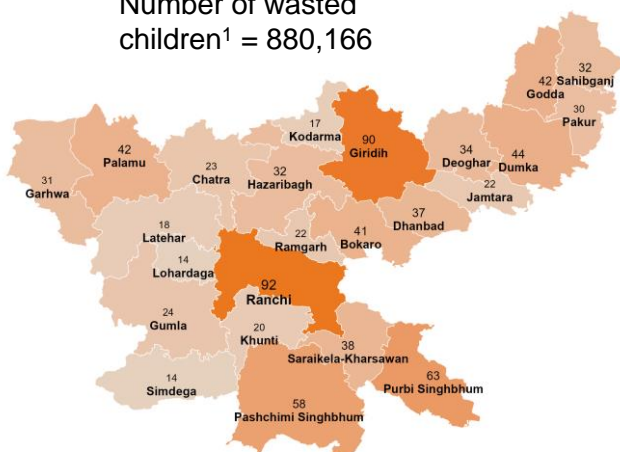 Number of wasted
children¹ = 880,166
32
Sahibganj
42
Godda
30
Pakur
17
Kodarma
90
Giridih
42
Palamu
34
Deoghar
44
Dumka
23
Chatra
32
Hazaribagh
31
Garhwa
22
Jamtara
37
Dhanbad
18
Latehar
22
Ramgarh
41
Bokaro
14
Lohardaga
92
Ranchi
24
Gumla
20
Khunti
38
Saraikela-Kharsawan
14
Simdega
63
Purbi Singhbhum
58
Pashchimi Singhbhum